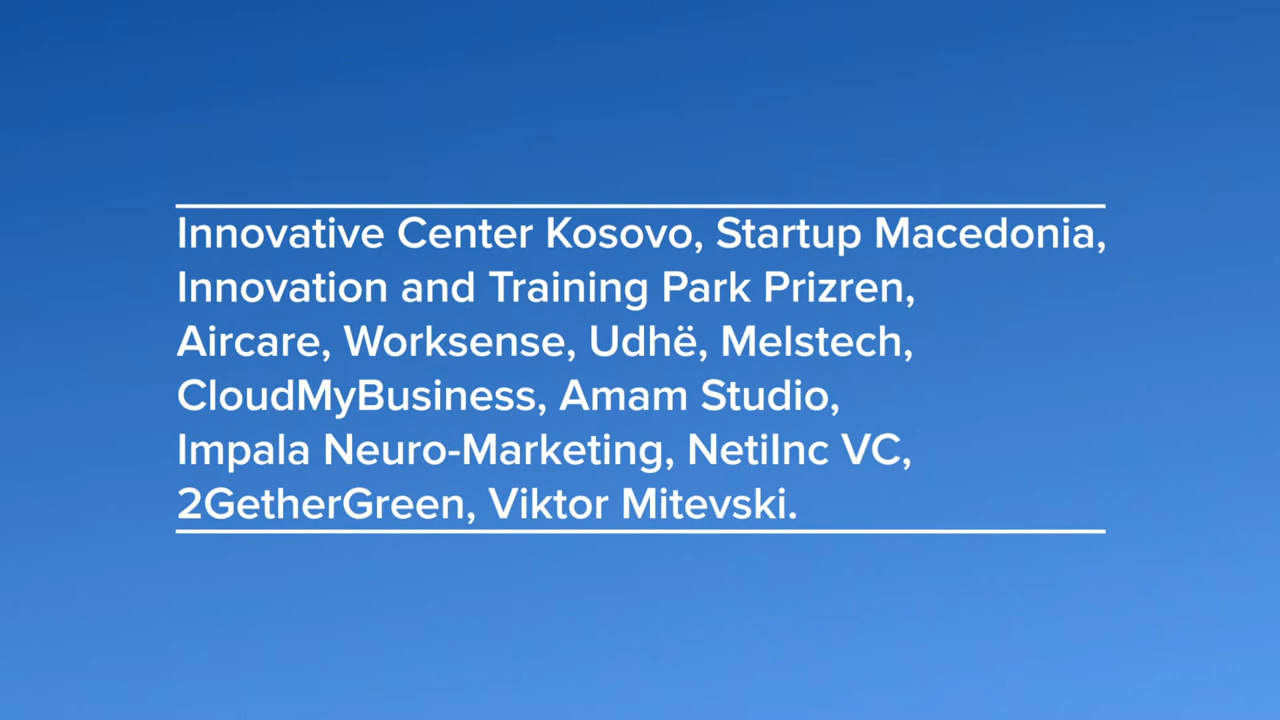 Innovative Center Kosovo, Startup Macedonia,
Innovation and Training Park Prizren,
Aircare, Worksense, Udhë, Melstech,
CloudMyBusiness, Amam Studio,
Impala Neuro-Marketing, NetiInc VC,
2GetherGreen, Viktor Mitevski.